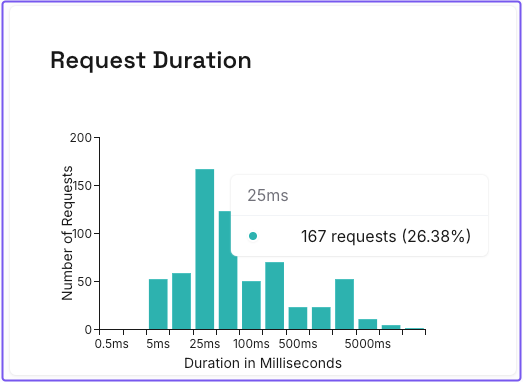 Request Duration
200
150
100
50
0
Number of Requests
25ms
167 requests (26.38%)
0.5ms 5ms 25ms 100ms 500ms 5000ms
Duration in Milliseconds